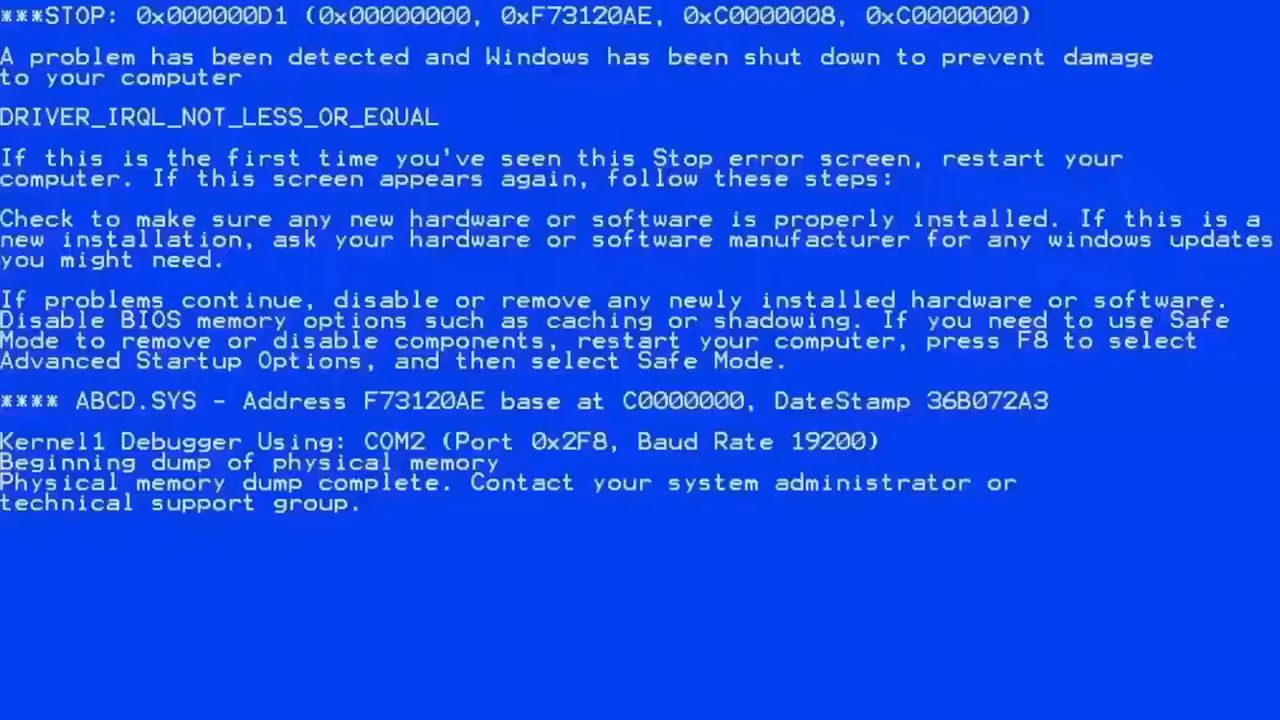 ***STOP: 0x000000D1 (0x00000000, 0xF73120AE, 0xC0000008, 0xC0000000)
A problem has been detected and Windows has been shut down to prevent damage
to your computer
DRIVER_IRQL_NOT_LESS_OR_EQUAL
If this is the first time you've seen this Stop error screen, restart your
computer. If this screen appears again, follow these steps:
Check to make sure any new hardware or software is properly installed. If this is a
new installation, ask your hardware or software manufacturer for any windows updates
you might need.
If problems continue, disable or remove any newly installed hardware or software.
Disable BIOS memory options such as caching or shadowing. If you need to use Safe
Mode to remove or disable components, restart your computer, press F8 to select
Advanced Startup Options, and then select Safe Mode.
**** ABCD.SYS - Address F73120AE base at C0000000, DateStamp 36B072A3
Kernel1 Debugger Using: COM2 (Port 0x2F8, Baud Rate 19200)
Beginning dump of physical memory
Physical memory dump complete. Contact your system administrator or
technical support group.